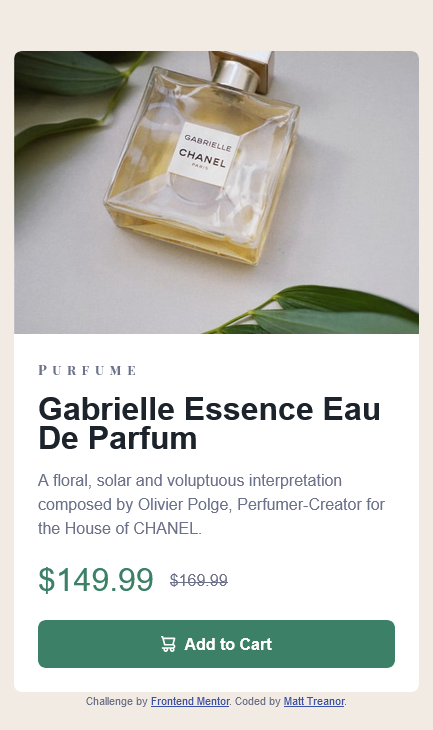 GABRIELLE
CHANEL
PARIS
PURFUME
Gabrielle Essence Eau
De Parfum
A floral, solar and voluptuous interpretation
composed by Olivier Polge, Perfumer-Creator for
the House of CHANEL.
$149.99 $169.99
Add to Cart
Challenge by Frontend Mentor. Coded by Matt Treanor.